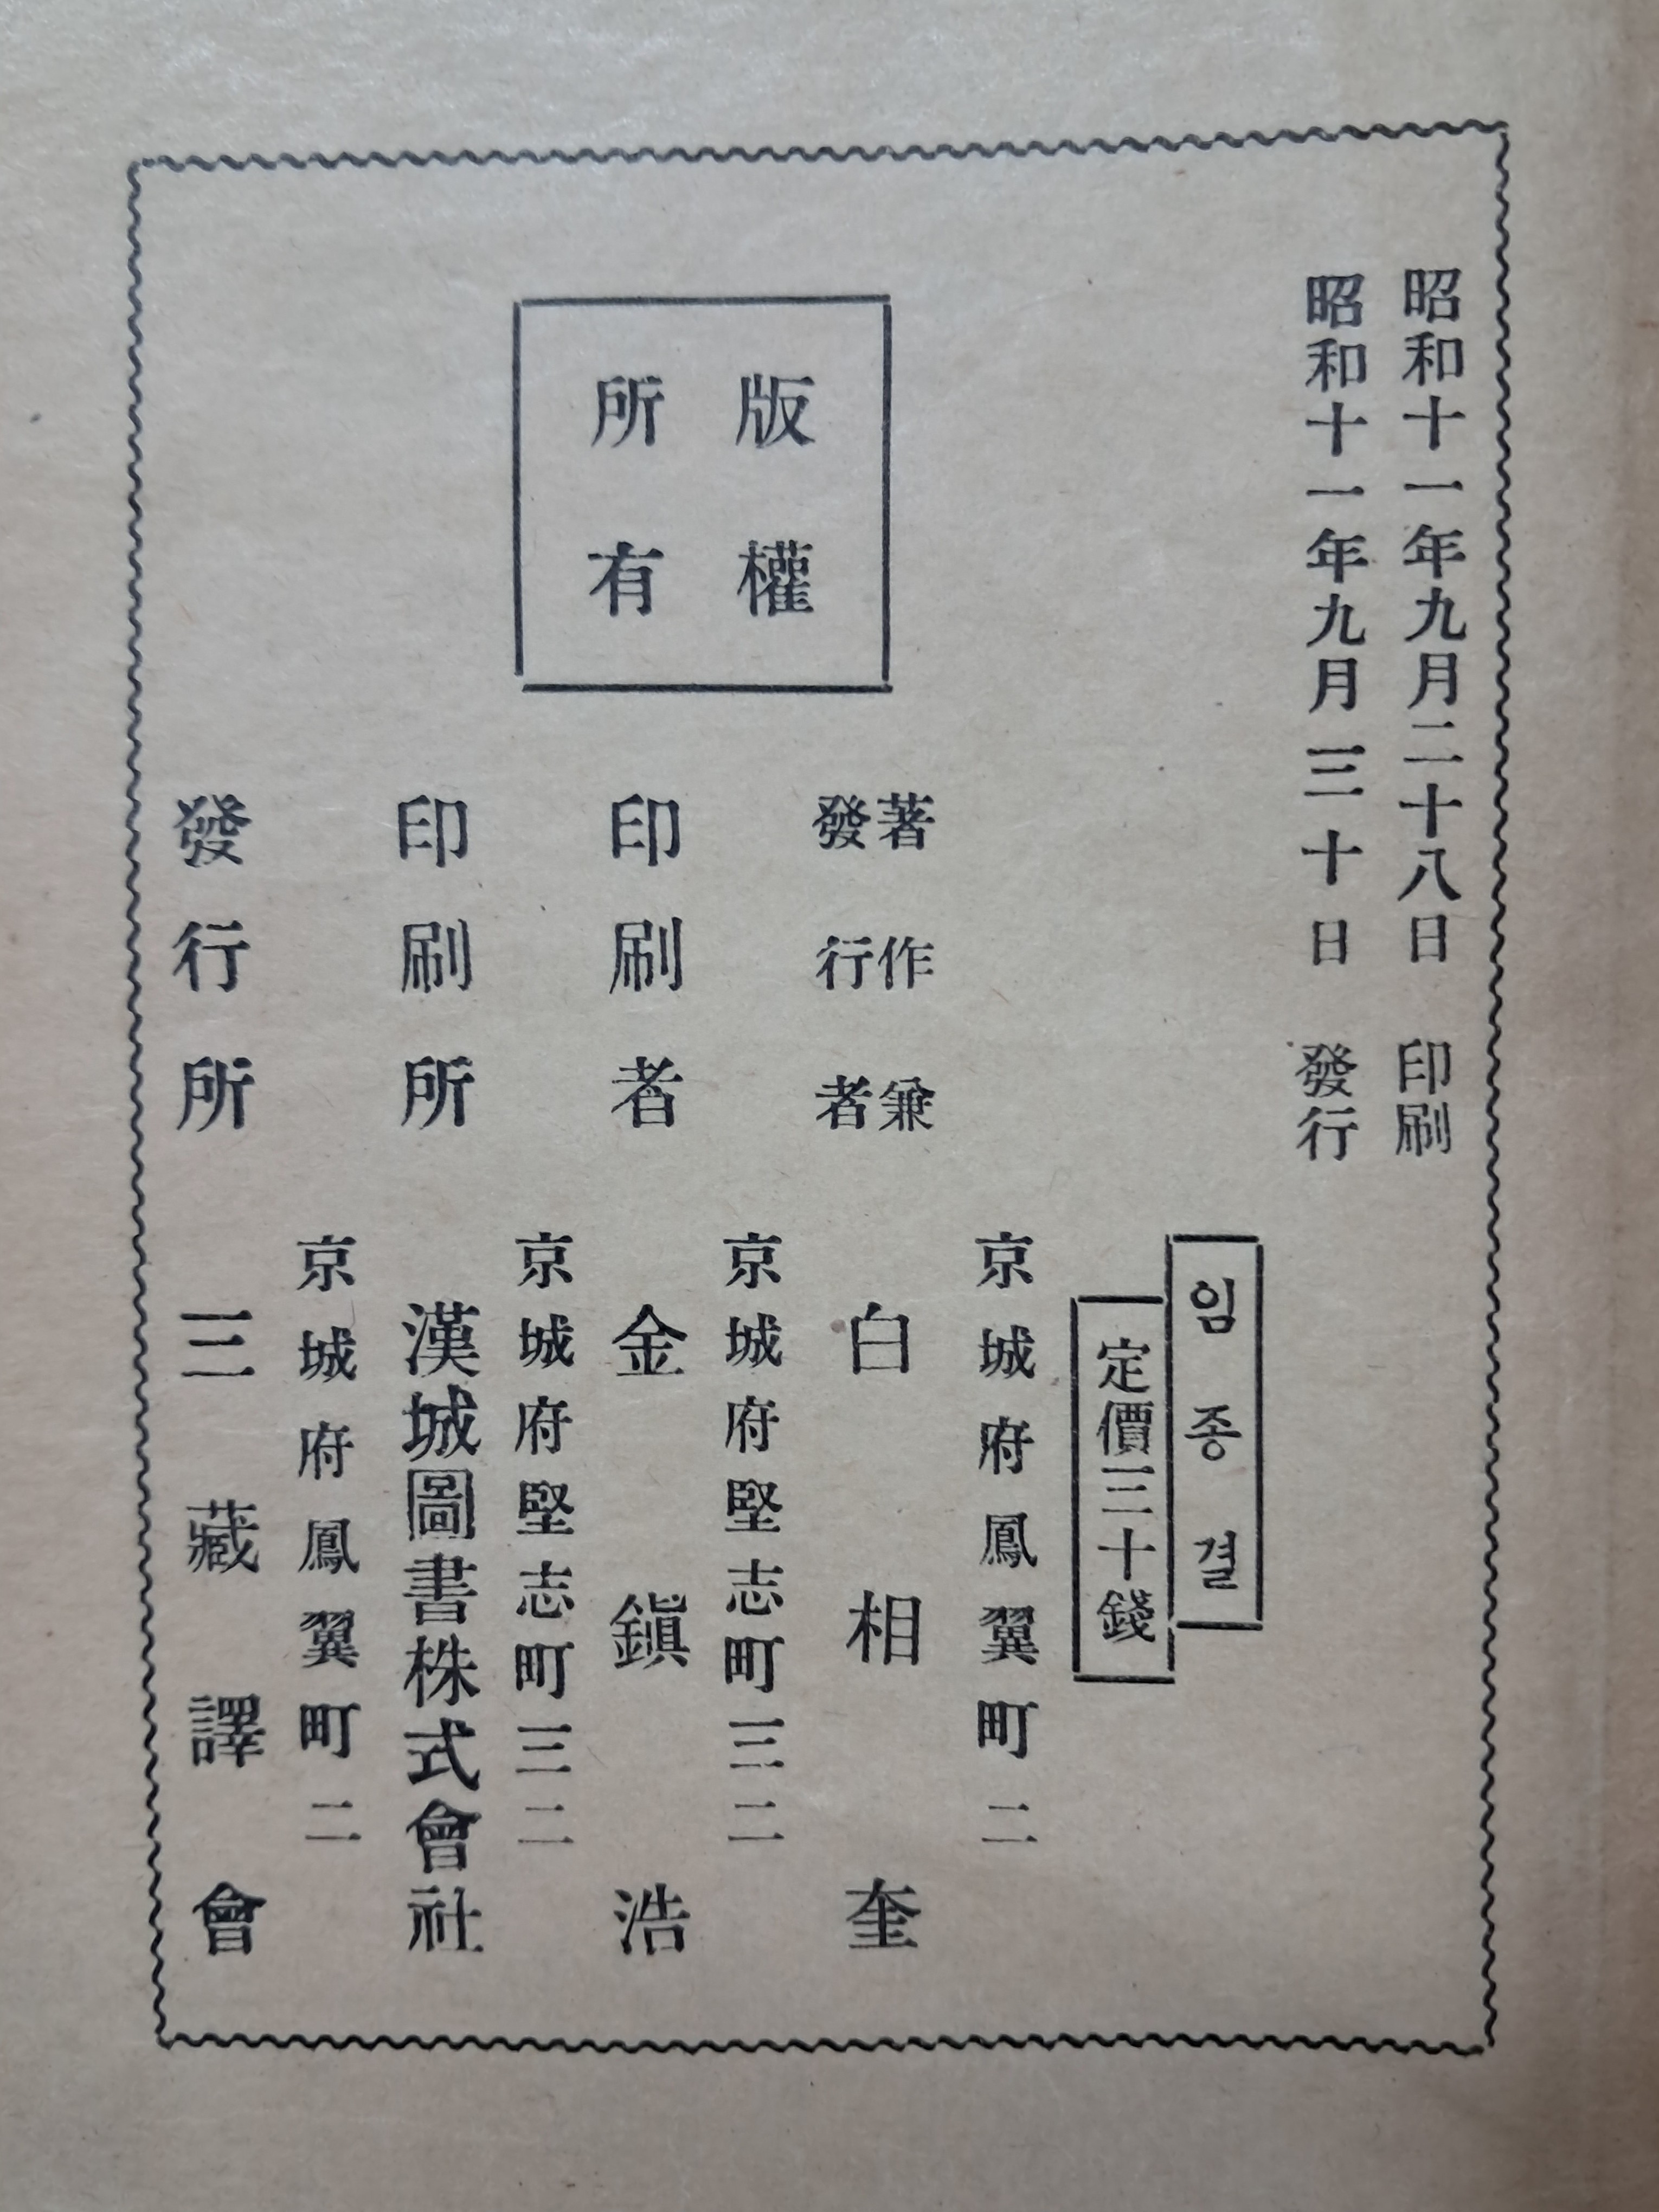 昭和十一年九月二十八日 印刷
昭和十一年九月三十日 發行
임종결
定價三十錢
版權
所有
京城府鳳翼町二
著作兼
發行者
白相奎
京城府堅志町三二
印刷者 金鎭浩
京城府堅志町三二
印刷所 漢城圖書株式會社
京城府鳳翼町二
發行所 三藏譯會